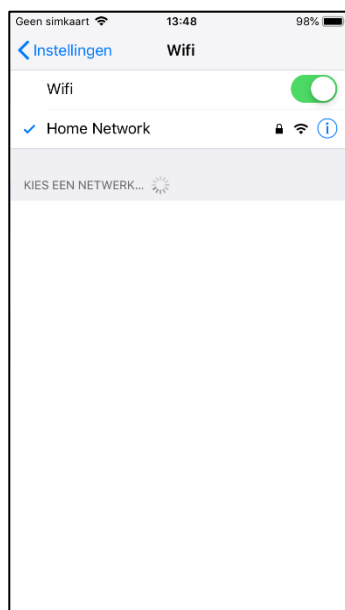 Geen simkaart 13:48 98%
Instellingen Wifi
Wifi
Home Network
KIES EEN NETWERK...